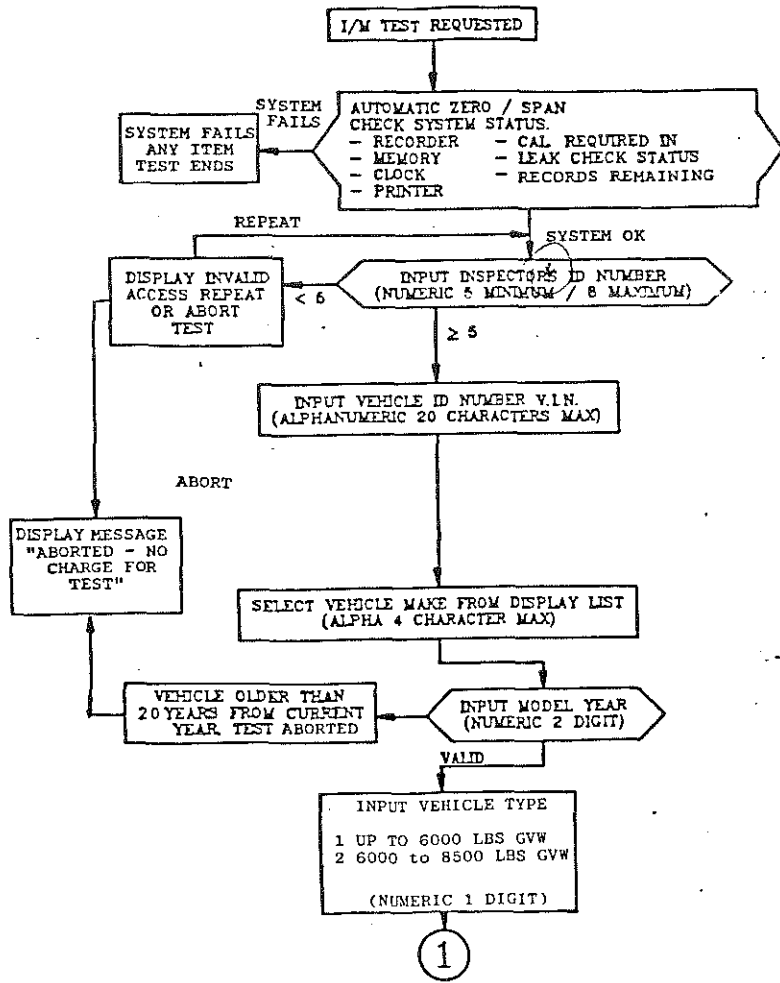 I/M TEST REQUESTED
SYSTEM
FAILS
AUTOMATIC ZERO / SPAN
CHECK SYSTEM STATUS.
- RECORDER - CAL REQUIRED IN
- MEMORY - LEAK CHECK STATUS
- CLOCK - RECORDS REMAINING
- PRINTER
SYSTEM FAILS
ANY ITEM
TEST ENDS
REPEAT
SYSTEM OK
DISPLAY INVALID
ACCESS REPEAT
OR ABORT
TEST
< 5
INPUT INSPECTORS ID NUMBER
(NUMERIC 5 MINIMUM / 8 MAXIMUM)
≥ 5
INPUT VEHICLE ID NUMBER V.I.N.
(ALPHANUMERIC 20 CHARACTERS MAX)
ABORT
DISPLAY MESSAGE
"ABORTED - NO
CHARGE FOR
TEST"
SELECT VEHICLE MAKE FROM DISPLAY LIST
(ALPHA 4 CHARACTER MAX)
VEHICLE OLDER THAN
20 YEARS FROM CURRENT
YEAR TEST ABORTED
INPUT MODEL YEAR
(NUMERIC 2 DIGIT)
VALID
INPUT VEHICLE TYPE
1 UP TO 6000 LBS GVW
2 6000 to 8500 LBS GVW
(NUMERIC 1 DIGIT)
1